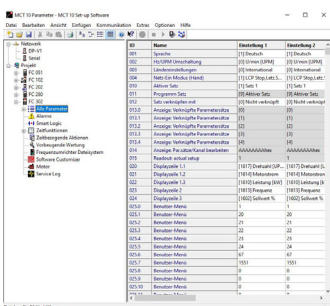 MCT 10 Parameter - MCT 10 Set-up Software
Datei Bearbeiten Ansicht Einfügen Kommunikation Extras Optionen Hilfe
Netzwerk
DP-V1
Serial
Projekt
FC 051
FC 102
FC 202
FC 280
FC 302
Alle Parameter
Alarme
Smart Logic
Zeitfunktionen
Zeitbezogende Aktionen
Vorbeugende Wartung
Frequenzumrichter Dateisystem
Software Customizer
Motor
Service Log
ID Name Einstellung 1 Einstellung 2
001 Sprache [0] Deutsch [0] Deutsch
002 Hz/UPM Umschaltung [0] U/min [UPM] [0] U/min [UPM]
003 Ländereinstellungen [0] International [0] International
004 Netz-Ein Modus (Hand) [1] LCP Stop,Letz.S [1] LCP Stop,Letz.
010 Aktiver Satz [1] Satz 1 [1] Satz 1
011 Programm Satz [9] Aktiver Satz [9] Aktiver Satz
012 Satz verknüpfen mit [0] Nicht verknüpft [0] Nicht verknüpft
013.0 Anzeige: Verknüpfte Parametersätze [0] [0]
013.1 Anzeige: Verknüpfte Parametersätze [1] [1]
013.2 Anzeige: Verknüpfte Parametersätze [2] [2]
013.3 Anzeige: Verknüpfte Parametersätze [3] [3]
013.4 Anzeige: Verknüpfte Parametersätze [4] [4]
014 Anzeige: Par.sätze/Kanal bearbeiten
015 Readout: actual setup 1 1
020 Displayzeile 1.1 [1617] Drehzahl [UP... [1617] Drehzahl [U
021 Displayzeile 1.2 [1614] Motorstrom [1614] Motorstrom
022 Displayzeile 1.3 [1610] Leistung [kW] [1610] Leistung [k
023 Displayzeile 2 [1613] Frequenz [1613] Frequenz
024 Displayzeile 3 [1602] Sollwert % [1602] Sollwert %
025.0 Benutzer-Menü 1 1
025.1 Benutzer-Menü 20 20
025.2 Benutzer-Menü 21 21
025.3 Benutzer-Menü 22 22
025.4 Benutzer-Menü 23 23
025.5 Benutzer-Menü 24 24
025.6 Benutzer-Menü 67 67
025.7 Benutzer-Menü 1551 1551
025.8 Benutzer-Menü 0 0
025.9 Benutzer-Menü 0 0
025.10 Benutzer-Menü 0 0